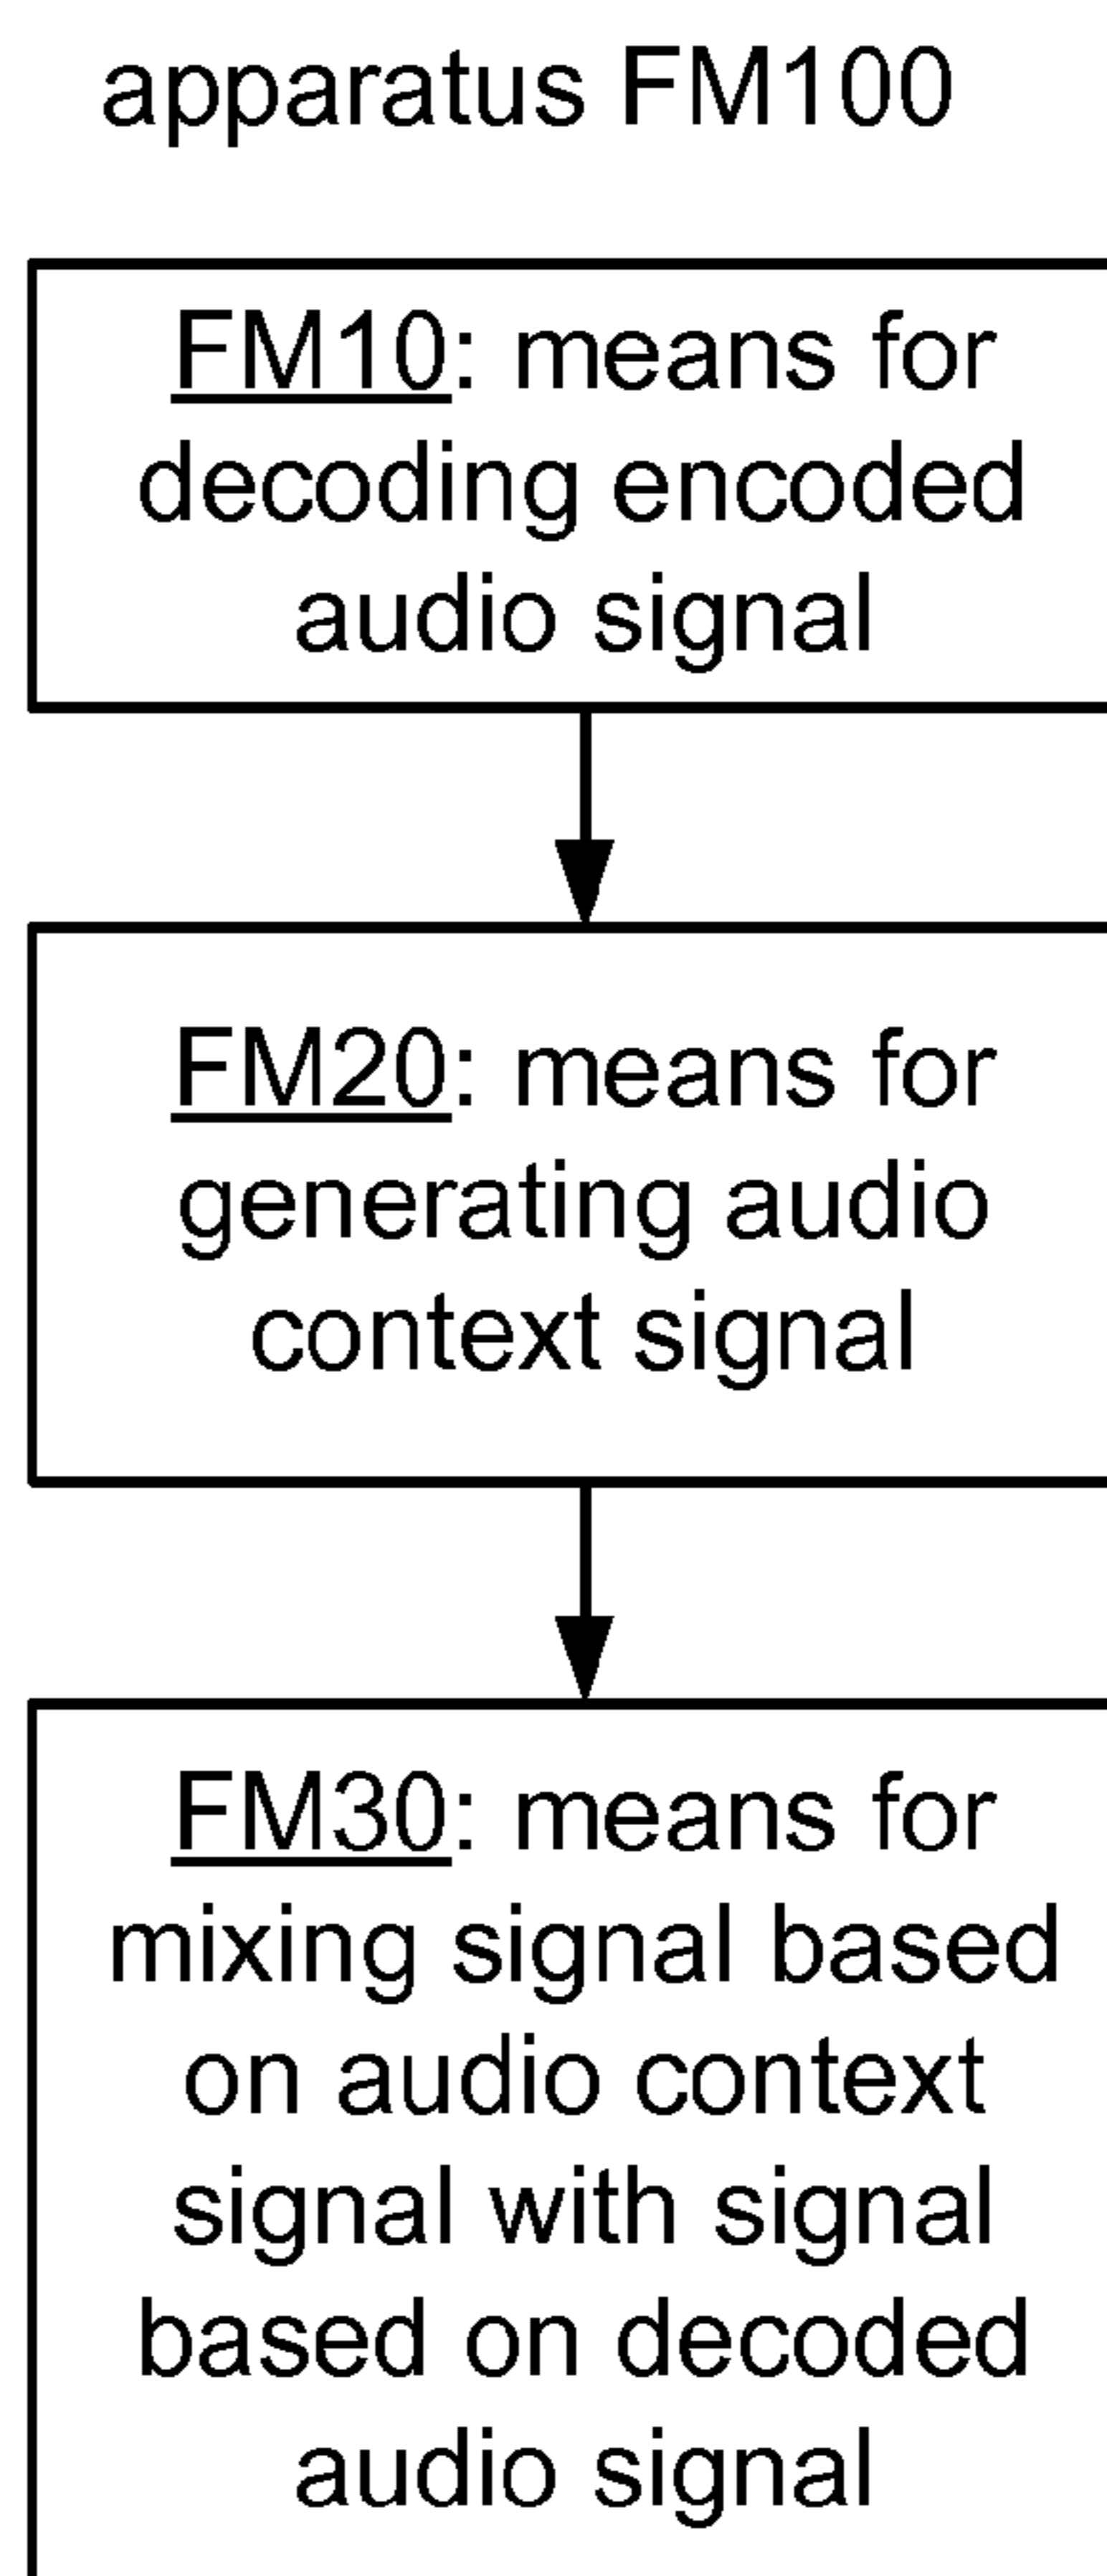 apparatus FM100
FM10: means for
decoding encoded
audio signal
FM20: means for
generating audio
context signal
FM30: means for
mixing signal based
on audio context
signal with signal
based on decoded
audio signal